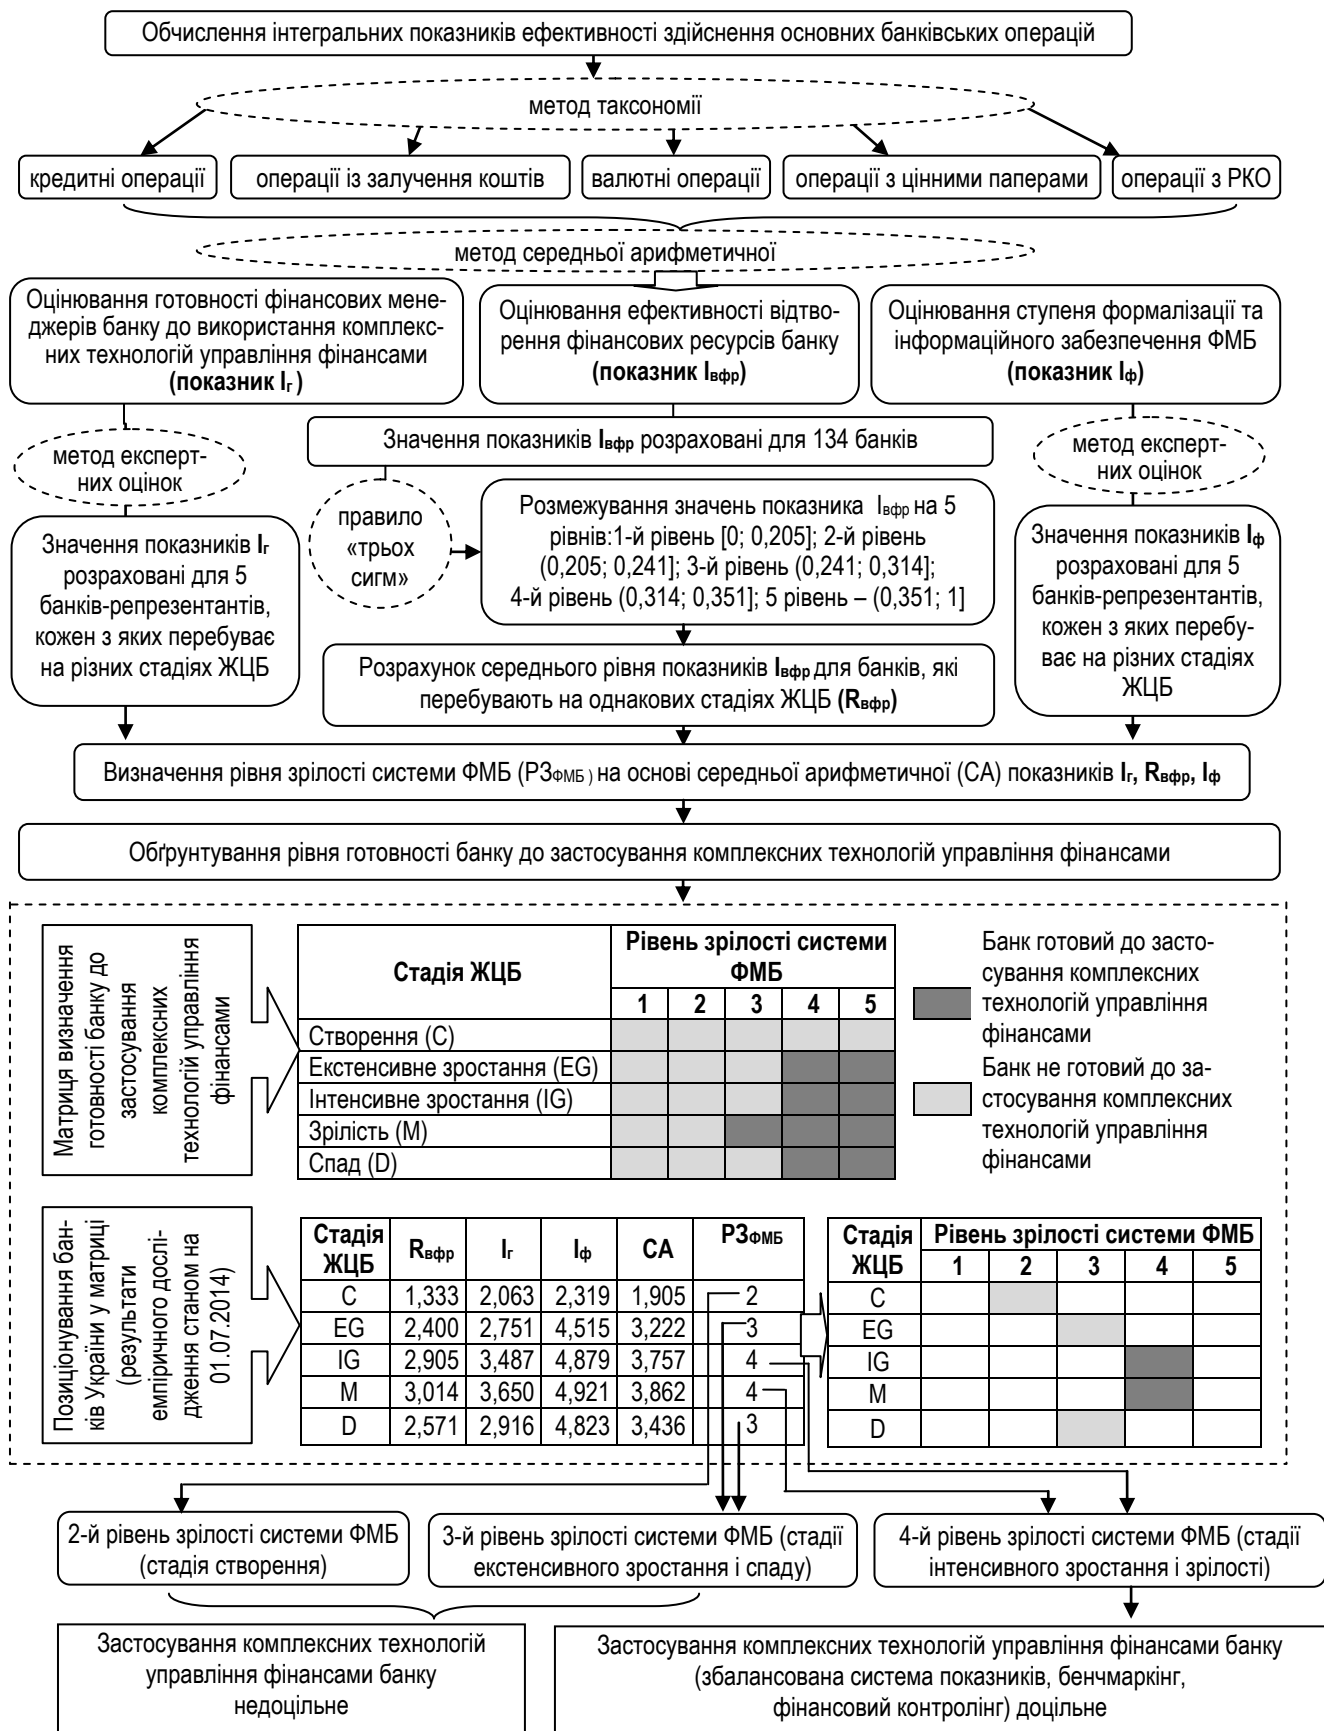 Обчислення інтегральних показників ефективності здійснення основних банківських операцій
метод таксономії
кредитні операції
операції із залучення коштів
валютні операції
операції з цінними паперами
операції з РКО
метод середньої арифметичної
Оцінювання готовності фінансових мене-
джерів банку до використання комплекс-
них технологій управління фінансами
(показник Іг)
Оцінювання ефективності відтво-
рення фінансових ресурсів банку
(показник Івфр)
Оцінювання ступеня формалізації та
інформаційного забезпечення ФМБ
(показник Іф)
Значення показників Івфр розраховані для 134 банків
метод експерт-
них оцінок
метод експерт-
них оцінок
правило
«трьох
сигм»
Розмежування значень показника Івфр на 5
рівнів:1-й рівень [0; 0,205]; 2-й рівень
(0,205; 0,241]; 3-й рівень (0,241; 0,314];
4-й рівень (0,314; 0,351]; 5 рівень – (0,351; 1]
Значення показників Іг
розраховані для 5
банків-репрезентантів,
кожен з яких перебуває
на різних стадіях ЖЦБ
Значення показників Іф
розраховані для 5
банків-репрезентантів,
кожен з яких перебу-
ває на різних стадіях
ЖЦБ
Розрахунок середнього рівня показників Івфр для банків, які
перебувають на однакових стадіях ЖЦБ (Rвфр)
Визначення рівня зрілості системи ФМБ (РЗФМБ ) на основі середньої арифметичної (СА) показників Іг, Rвфр, Іф
Обґрунтування рівня готовності банку до застосування комплексних технологій управління фінансами
Матриця визначення
готовності банку до
застосування
комплексних
технологій управління
фінансами
Стадія ЖЦБ
Рівень зрілості системи
ФМБ
1 2 3 4 5
Створення (С)
Екстенсивне зростання (EG)
Інтенсивне зростання (IG)
Зрілість (M)
Спад (D)
Банк готовий до засто-
сування комплексних
технологій управління
фінансами
Банк не готовий до за-
стосування комплексних
технологій управління
фінансами
Позиціонування бан-
ків України у матриці
(результати
емпіричного дослі-
дження станом на
01.07.2014)
Стадія
ЖЦБ
Rвфр Іг Іф СА РЗФМБ
С 1,333 2,063 2,319 1,905 2
EG 2,400 2,751 4,515 3,222 3
IG 2,905 3,487 4,879 3,757 4
M 3,014 3,650 4,921 3,862 4
D 2,571 2,916 4,823 3,436 3
Стадія
ЖЦБ
Рівень зрілості системи ФМБ
1 2 3 4 5
С
EG
IG
M
D
2-й рівень зрілості системи ФМБ
(стадія створення)
3-й рівень зрілості системи ФМБ (стадії
екстенсивного зростання і спаду)
4-й рівень зрілості системи ФМБ (стадії
інтенсивного зростання і зрілості)
Застосування комплексних технологій
управління фінансами банку
недоцільне
Застосування комплексних технологій управління фінансами банку
(збалансована система показників, бенчмаркінг,
фінансовий контролінг) доцільне